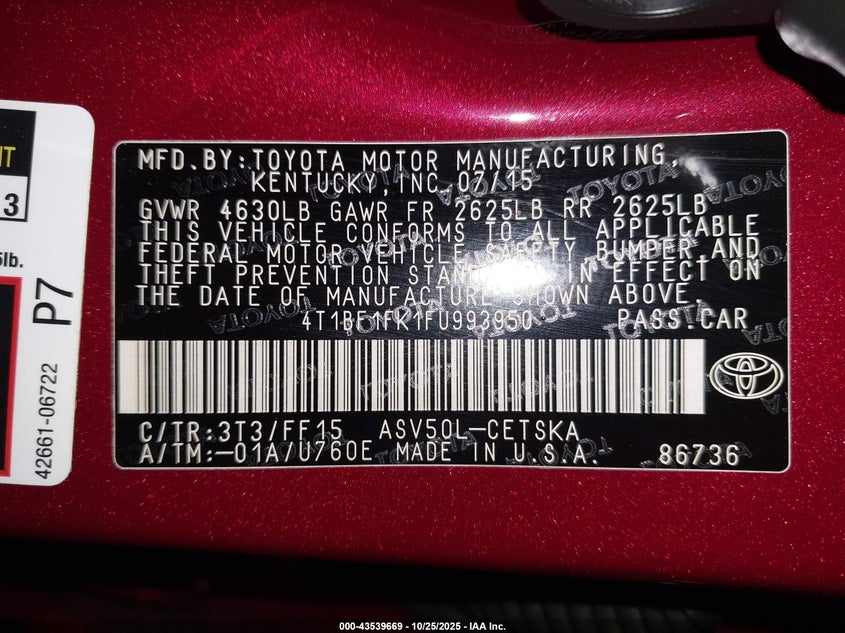 MFD.BY:TOYOTA MOTOR MANUFACTURING,
KENTUCKY,INC.07/15
GVWR 4630LB GAWR FR 2625LB RR 2625LB
THIS VEHICLE CONFORMS TO ALL APPLICABLE
FEDERAL MOTOR VEHICLE SAFETY,BUMPER,AND
THEFT PREVENTION STANDARDS IN EFFECT ON
THE DATE OF MANUFACTURE SHOWN ABOVE.
4T1BF1FK1FU993950 PASS.CAR
C/TR:3T3/FF15 ASV50L-CETSKA
A/TM:-01A/U760E MADE IN U.S.A. 86736
3
lb.
P7
42661-06722
000-43539669 - 10/25/2025 - IAA Inc.